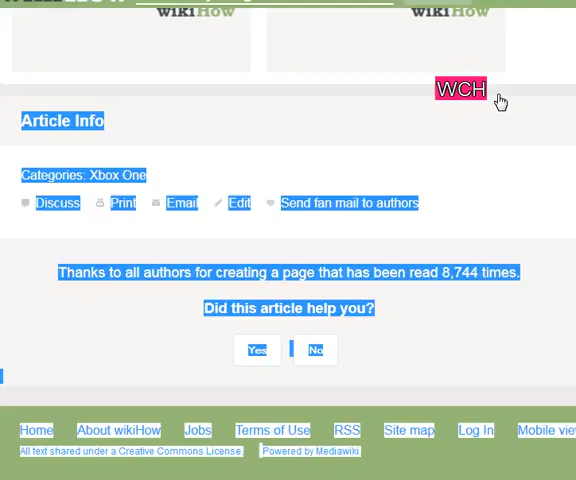 wikiHow wikiHow
WCH
Article Info
Categories: Xbox One
Discuss Print Email Edit Send fan mail to authors
Thanks to all authors for creating a page that has been read 8,744 times.
Did this article help you?
Yes No
Home About wikiHow Jobs Terms of Use RSS Site map Log In Mobile vie
All text shared under a Creative Commons License. Powered by Mediawiki.